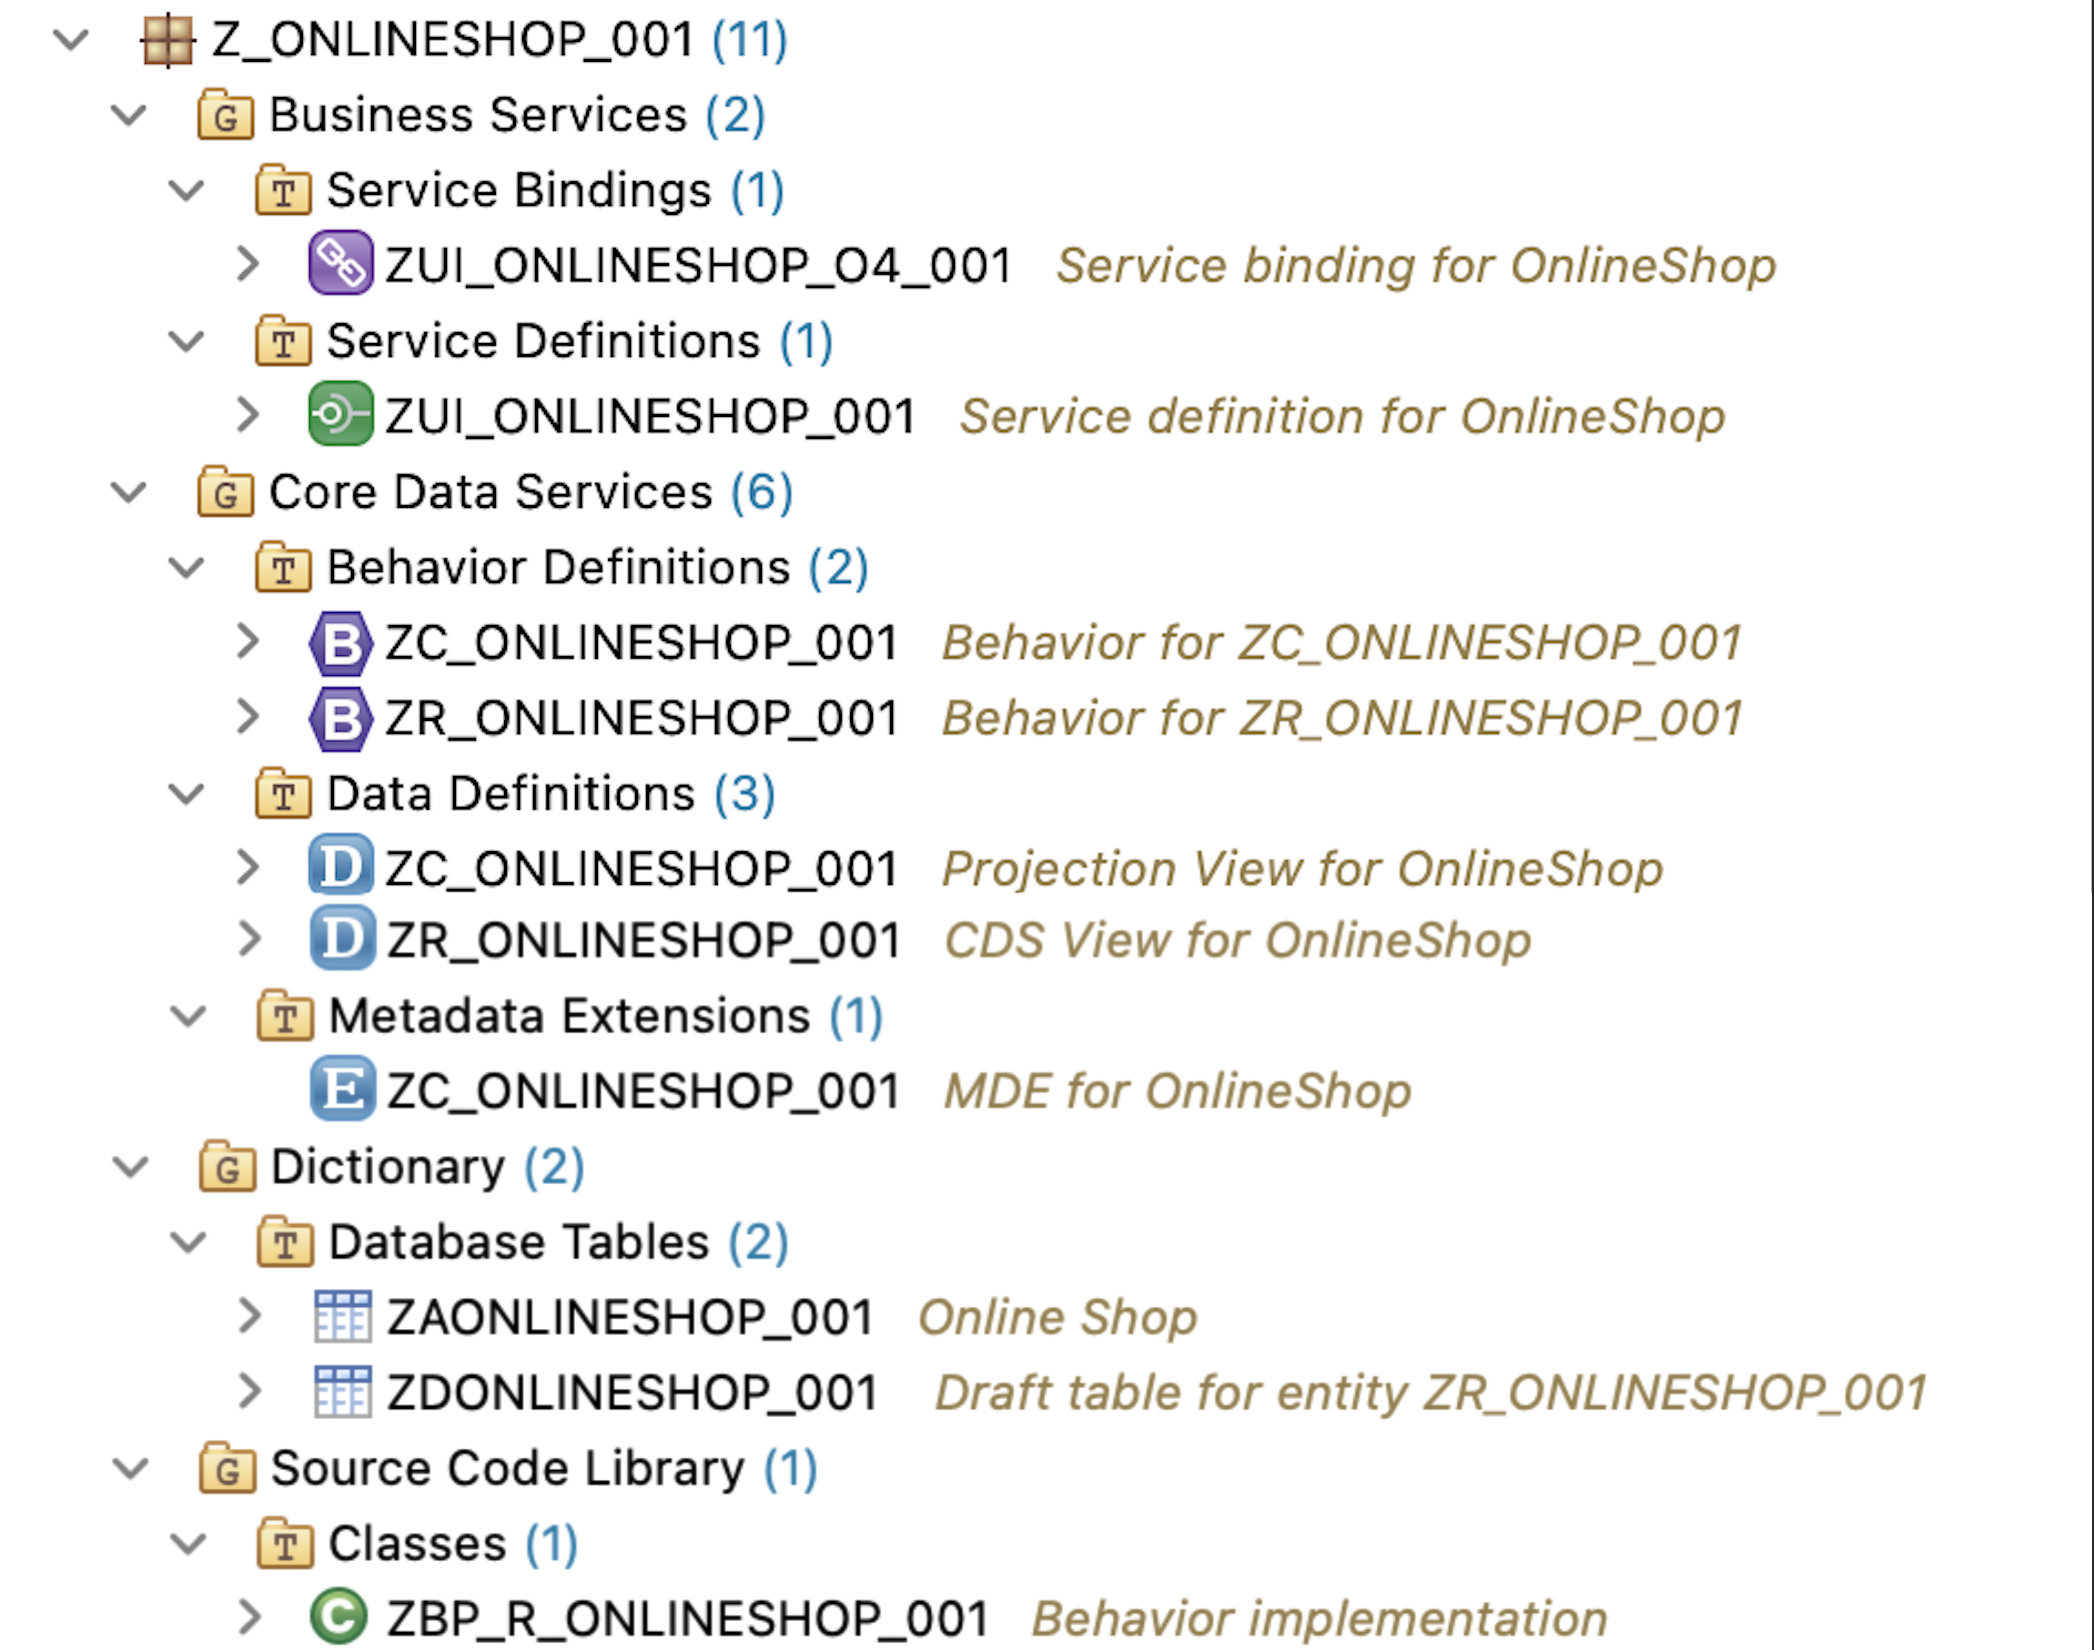 Z_ONLINESHOP_001 (11)
G Business Services (2)
T Service Bindings (1)
ZUI_ONLINESHOP_O4_001 Service binding for OnlineShop
T Service Definitions (1)
ZUI_ONLINESHOP_001 Service definition for OnlineShop
G Core Data Services (6)
T Behavior Definitions (2)
B ZC_ONLINESHOP_001 Behavior for ZC_ONLINESHOP_001
B ZR_ONLINESHOP_001 Behavior for ZR_ONLINESHOP_001
T Data Definitions (3)
D ZC_ONLINESHOP_001 Projection View for OnlineShop
D ZR_ONLINESHOP_001 CDS View for OnlineShop
T Metadata Extensions (1)
E ZC_ONLINESHOP_001 MDE for OnlineShop
G Dictionary (2)
T Database Tables (2)
ZAONLINESHOP_001 Online Shop
ZDONLINESHOP_001 Draft table for entity ZR_ONLINESHOP_001
G Source Code Library (1)
T Classes (1)
C ZBP_R_ONLINESHOP_001 Behavior implementation